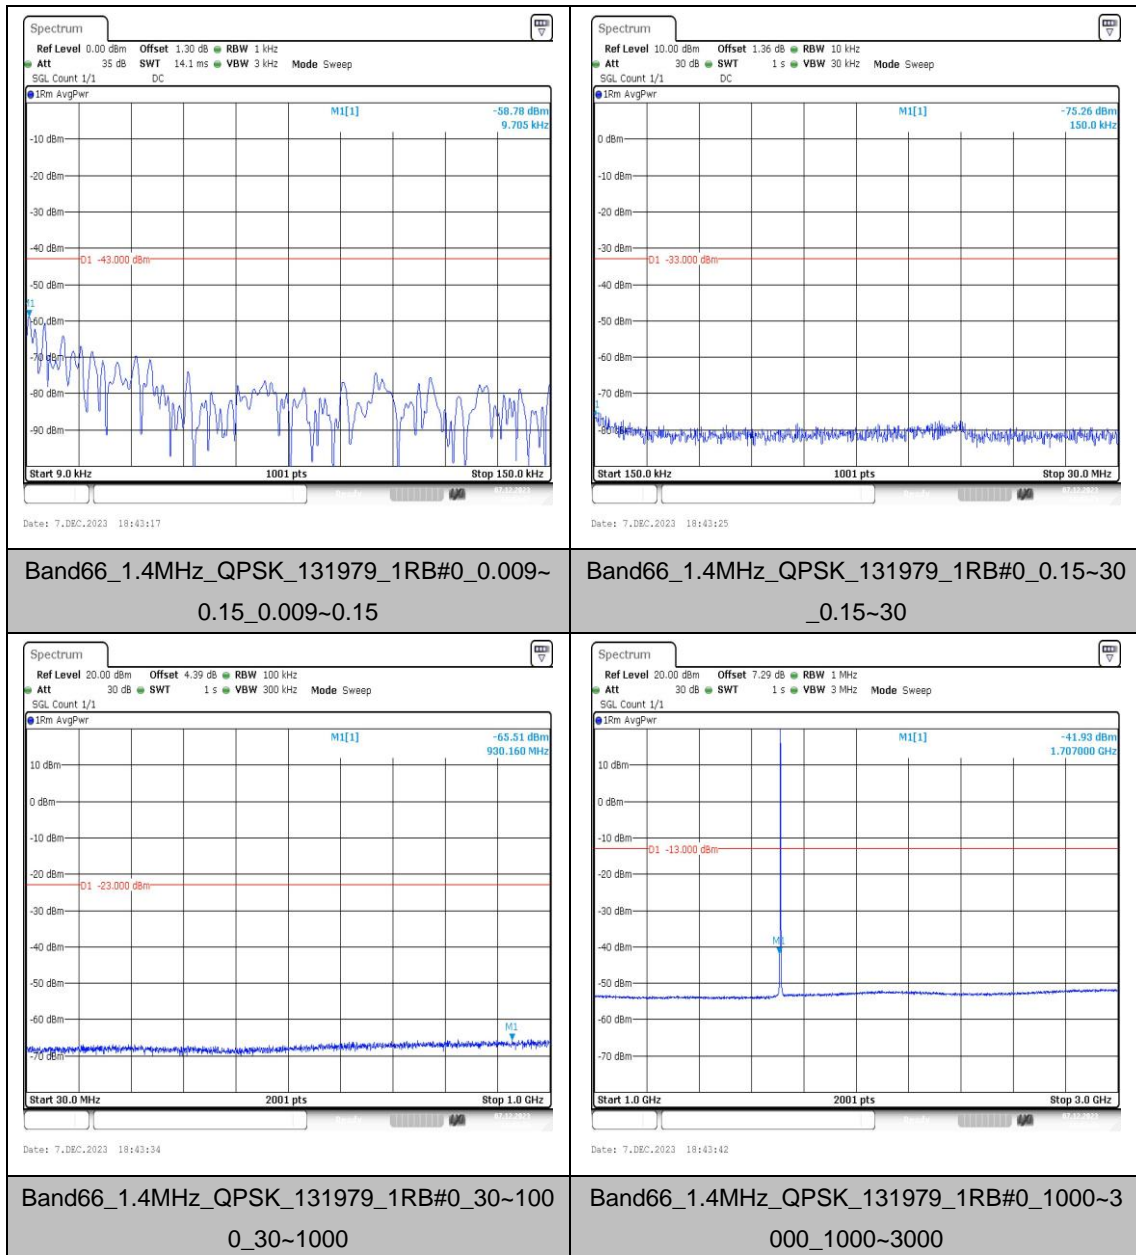 Spectrum
Ref Level 0.00 dBm Offset 1.30 dB RBW 1 kHz
Att 35 dB SWT 14.1 ms VBW 3 kHz Mode Sweep
SGL Count 1/1 DC
1Rm AvgPwr
M1[1] -58.78 dBm
9.705 kHz
-10 dBm
-20 dBm
-30 dBm
-40 dBm
D1 -43.000 dBm
-50 dBm
M1
-60 dBm
-70 dBm
-80 dBm
-90 dBm
Start 9.0 kHz 1001 pts Stop 150.0 kHz
Date: 7.DEC.2023 18:43:17
Spectrum
Ref Level 10.00 dBm Offset 1.36 dB RBW 10 kHz
Att 30 dB SWT 1 s VBW 30 kHz Mode Sweep
SGL Count 1/1 DC
1Rm AvgPwr
M1[1] -75.26 dBm
150.0 kHz
0 dBm
-10 dBm
-20 dBm
-30 dBm
D1 -33.000 dBm
-40 dBm
-50 dBm
-60 dBm
-70 dBm
-80 dBm
Start 150.0 kHz 1001 pts Stop 30.0 MHz
Date: 7.DEC.2023 18:43:25
Band66_1.4MHz_QPSK_131979_1RB#0_0.009~
0.15_0.009~0.15
Band66_1.4MHz_QPSK_131979_1RB#0_0.15~30
_0.15~30
Spectrum
Ref Level 20.00 dBm Offset 4.39 dB RBW 100 kHz
Att 30 dB SWT 1 s VBW 300 kHz Mode Sweep
SGL Count 1/1
1Rm AvgPwr
M1[1] -65.51 dBm
930.160 MHz
10 dBm
0 dBm
-10 dBm
-20 dBm
D1 -23.000 dBm
-30 dBm
-40 dBm
-50 dBm
-60 dBm
M1
-70 dBm
Start 30.0 MHz 2001 pts Stop 1.0 GHz
Date: 7.DEC.2023 18:43:34
Spectrum
Ref Level 20.00 dBm Offset 7.29 dB RBW 1 MHz
Att 30 dB SWT 1 s VBW 3 MHz Mode Sweep
SGL Count 1/1
1Rm AvgPwr
M1[1] -41.93 dBm
1.707000 GHz
10 dBm
0 dBm
-10 dBm
D1 -13.000 dBm
-20 dBm
-30 dBm
-40 dBm
M1
-50 dBm
-60 dBm
-70 dBm
Start 1.0 GHz 2001 pts Stop 3.0 GHz
Date: 7.DEC.2023 18:43:42
Band66_1.4MHz_QPSK_131979_1RB#0_30~100
0_30~1000
Band66_1.4MHz_QPSK_131979_1RB#0_1000~3
000_1000~3000